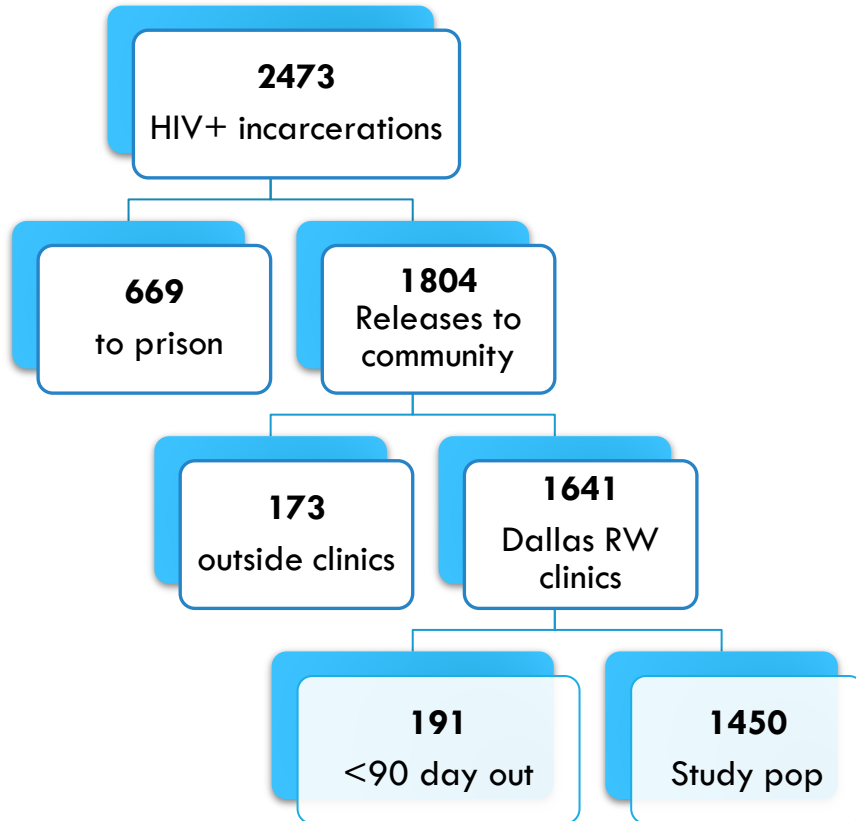 2473
HIV+ incarcerations
669
to prison
1804
Releases to
community
173
outside clinics
1641
Dallas RW
clinics
191
<90 day out
1450
Study pop